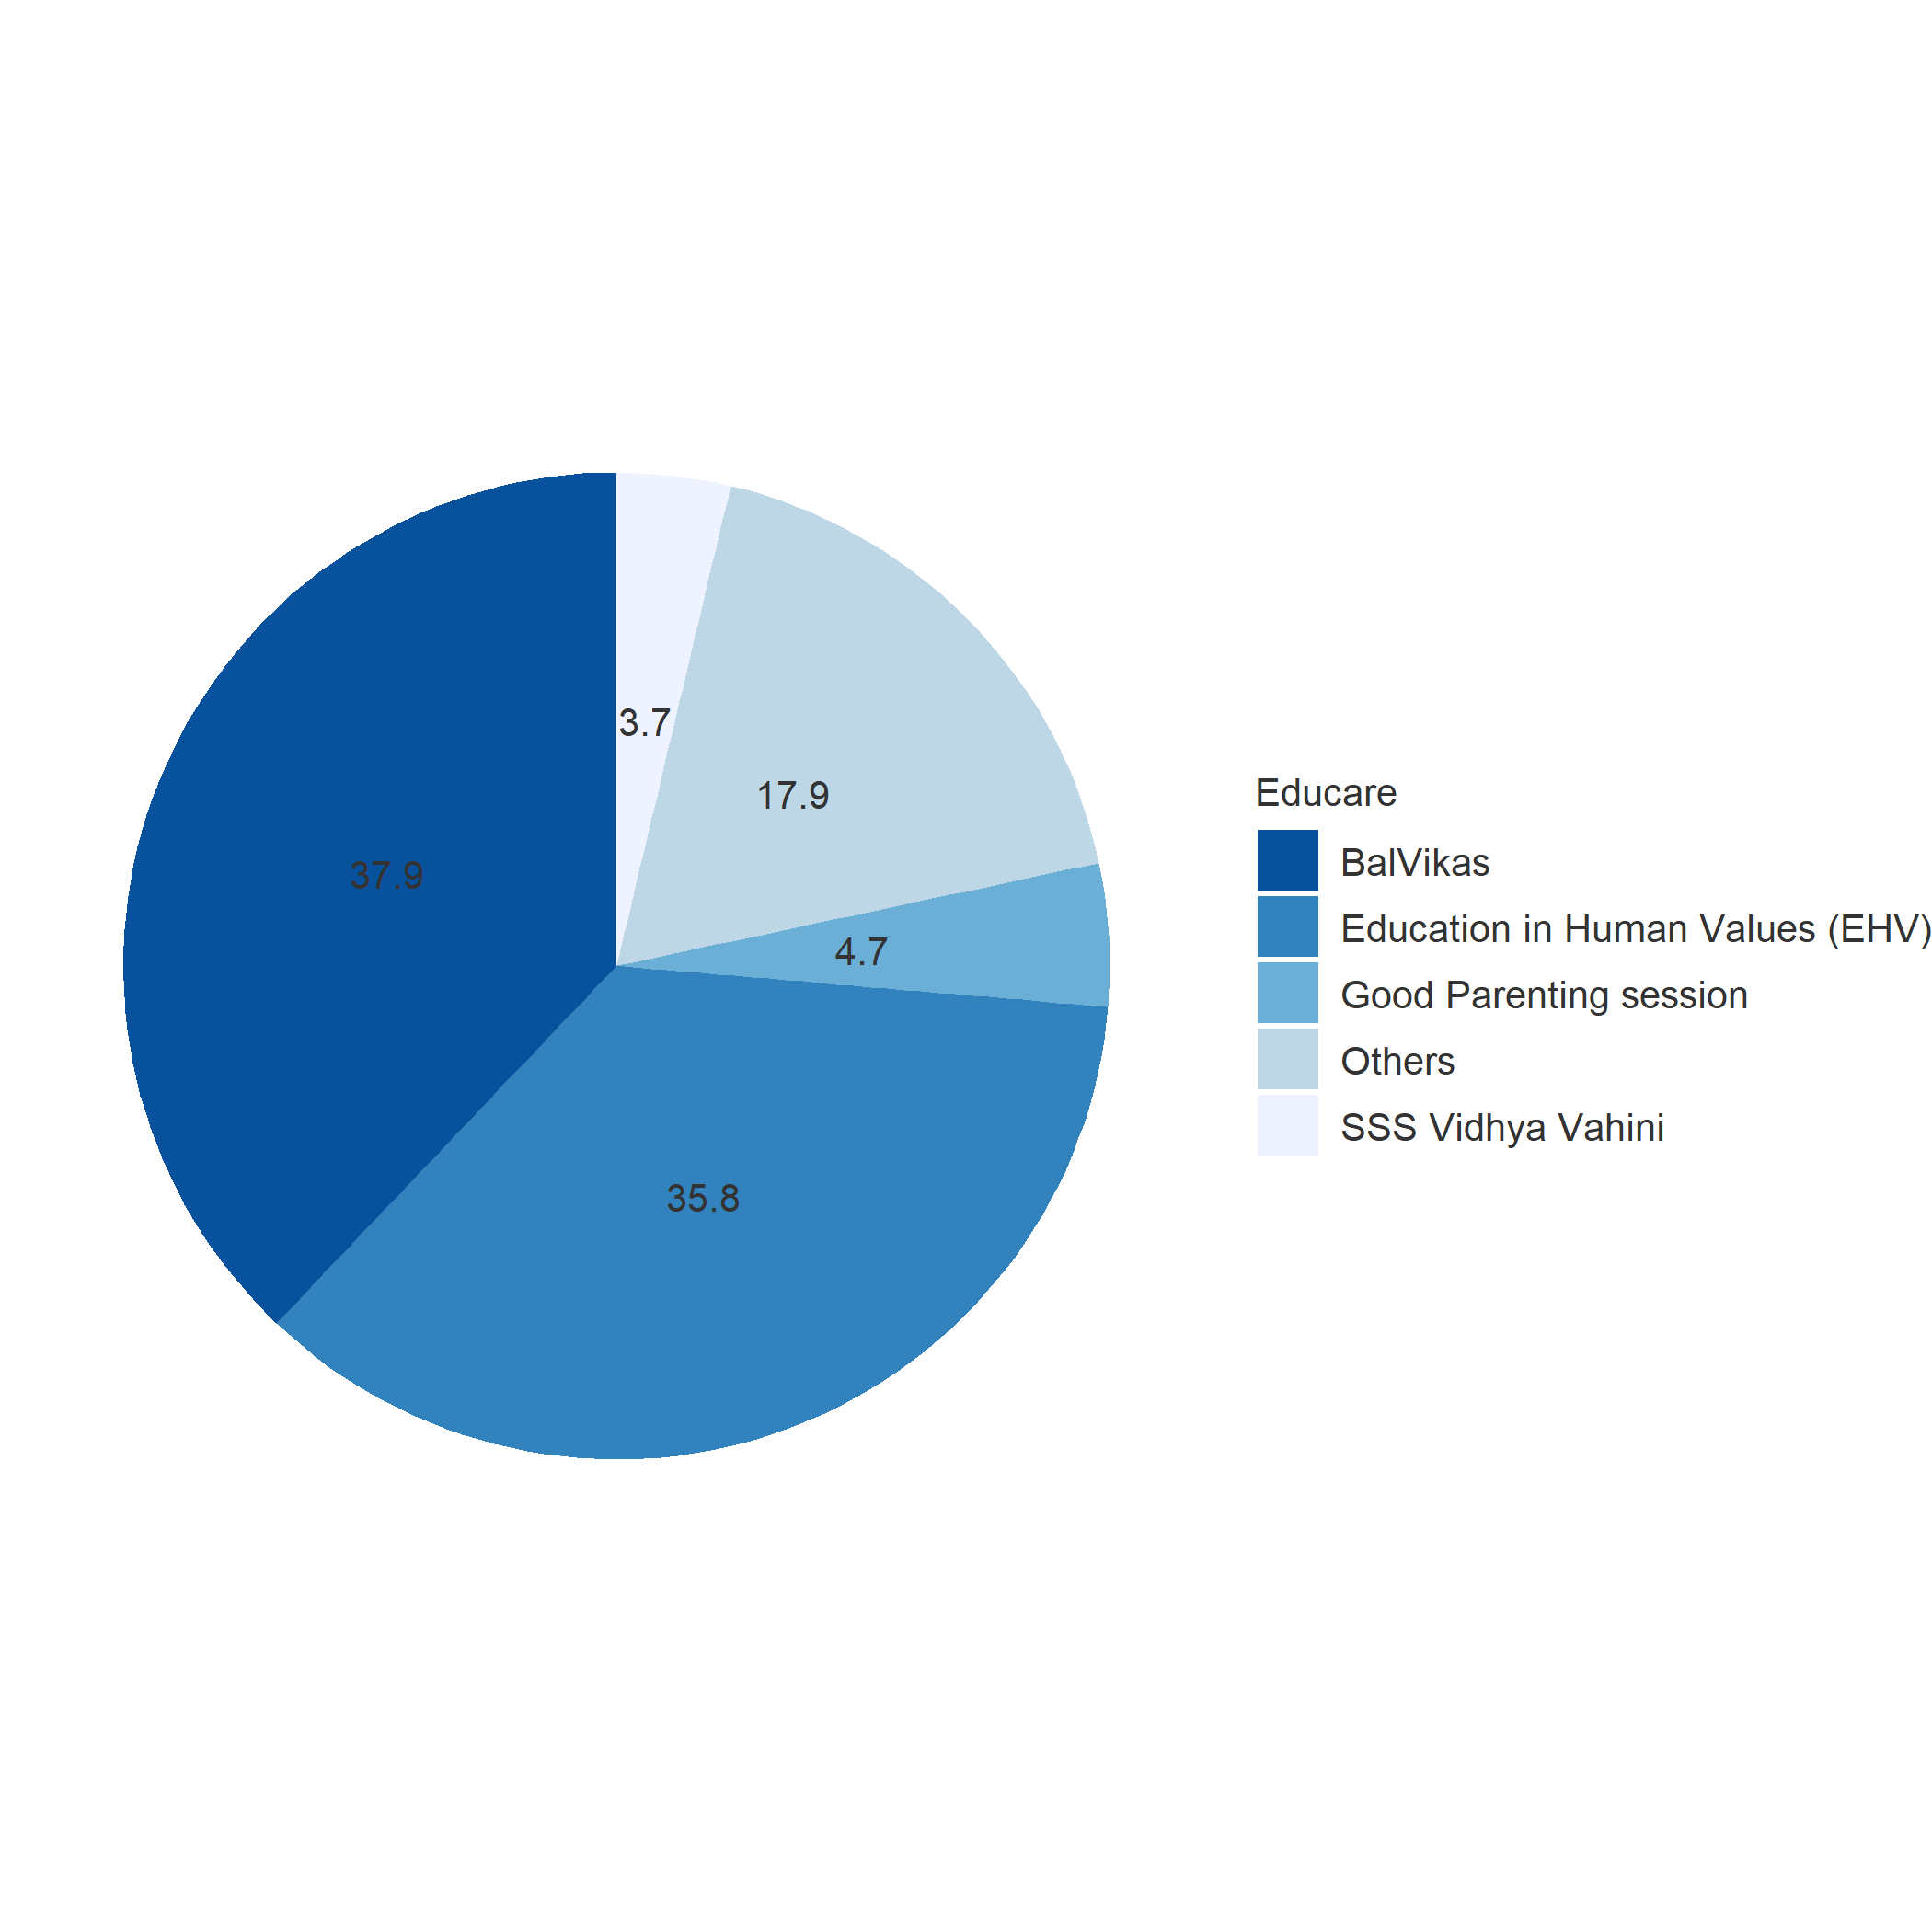 3.7
17.9
37.9
4.7
35.8
Educare
BalVikas
Education in Human Values (EHV)
Good Parenting session
Others
SSS Vidhya Vahini